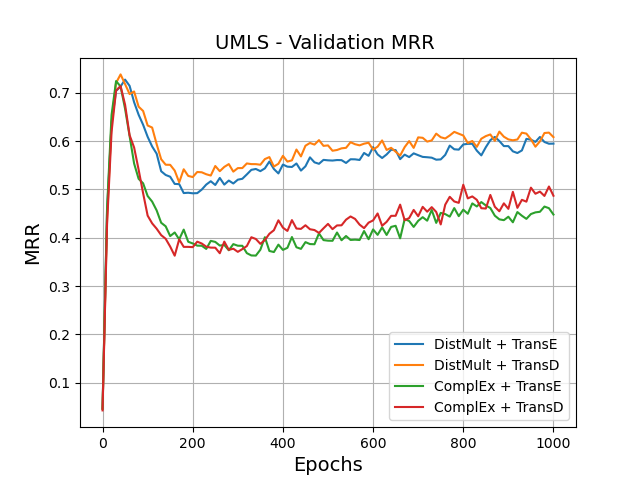 UMLS - Validation MRR
MRR
0.7
0.6
0.5
0.4
0.3
0.2
0.1
0 200 400 600 800 1000
Epochs
DistMult + TransE
DistMult + TransD
ComplEx + TransE
ComplEx + TransD